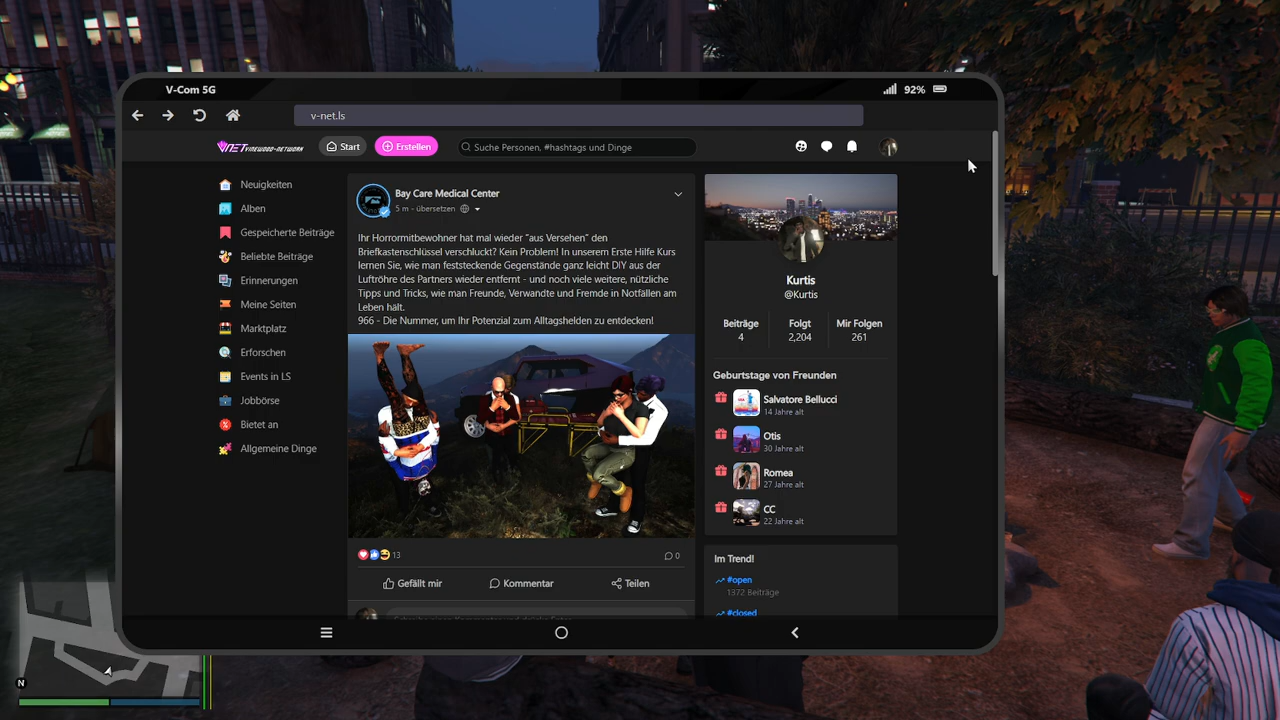 V-Com 5G
92%
v-net.ls
VNET VINEWOOD-NETWORK
Start
Erstellen
Suche Personen, #hashtags und Dinge
Neuigkeiten
Alben
Gespeicherte Beiträge
Beliebte Beiträge
Erinnerungen
Meine Seiten
Marktplatz
Erforschen
Events in LS
Jobbörse
Bietet an
Allgemeine Dinge
Bay Care Medical Center
5 m - übersetzen
Ihr Horrormitbewohner hat mal wieder "aus Versehen" den
Briefkastenschlüssel verschluckt? Kein Problem! In unserem Erste Hilfe Kurs
lernen Sie, wie man feststeckende Gegenstände ganz leicht DIY aus der
Luftröhre des Partners wieder entfernt - und noch viele weitere, nützliche
Tipps und Tricks, wie man Freunde, Verwandte und Fremde in Notfällen am
Leben hält.
966 - Die Nummer, um Ihr Potenzial zum Alltagshelden zu entdecken!
13
0
Gefällt mir
Kommentar
Teilen
Kurtis
@Kurtis
Beiträge
4
Folgt
2,204
Mir Folgen
261
Geburtstage von Freunden
Salvatore Bellucci
14 Jahre alt
Otis
30 Jahre alt
Romea
27 Jahre alt
CC
22 Jahre alt
Im Trend!
#open
1372 Beiträge
#closed
N